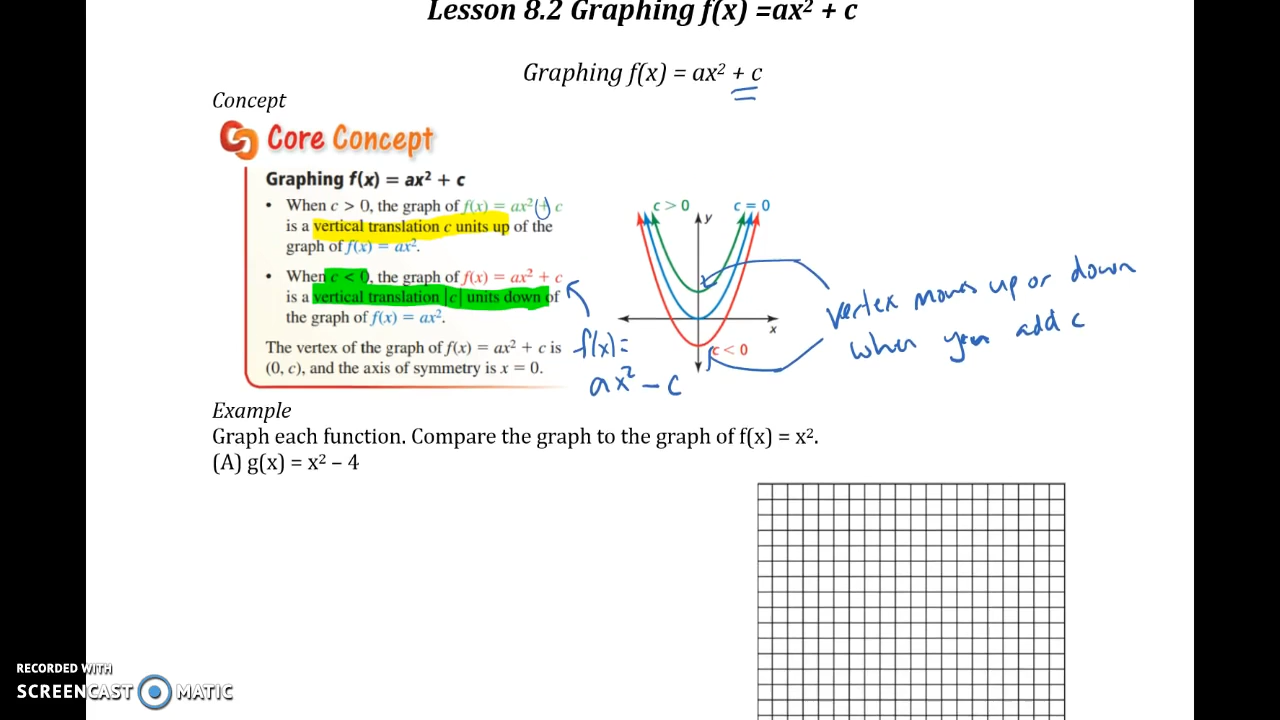 Lesson 8.2 Graphing f(x) =ax² + c
Graphing f(x) = ax² + c
Concept
Core Concept
Graphing f(x) = ax² + c
• When c > 0, the graph of f(x) = ax² + c
is a vertical translation c units up of the
graph of f(x) = ax².
• When c < 0, the graph of f(x) = ax² + c
is a vertical translation |c| units down of
the graph of f(x) = ax².
The vertex of the graph of f(x) = ax² + c is
(0, c), and the axis of symmetry is x = 0.
f(x) =
ax² – c
c > 0
c = 0
y
x
c < 0
vertex moves up or down
when you add c
Example
Graph each function. Compare the graph to the graph of f(x) = x².
(A) g(x) = x² – 4
RECORDED WITH
SCREENCAST MATIC